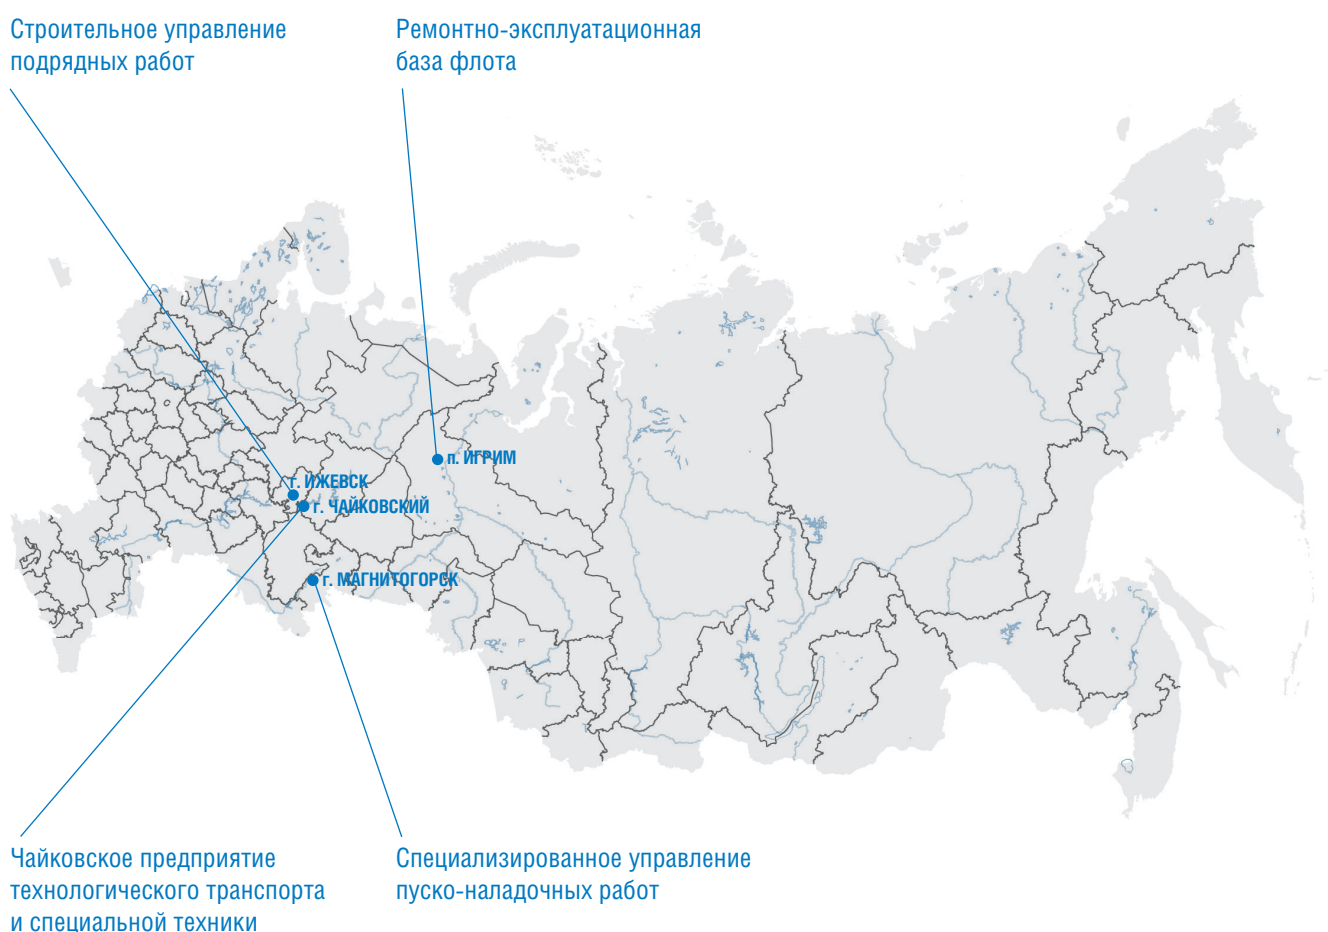 Строительное управление
подрядных работ
Ремонтно-эксплуатационная
база флота
п. ИГРИМ
г. ИЖЕВСК
г. ЧАЙКОВСКИЙ
г. МАГНИТОГОРСК
Чайковское предприятие
технологического транспорта
и специальной техники
Специализированное управление
пуско-наладочных работ